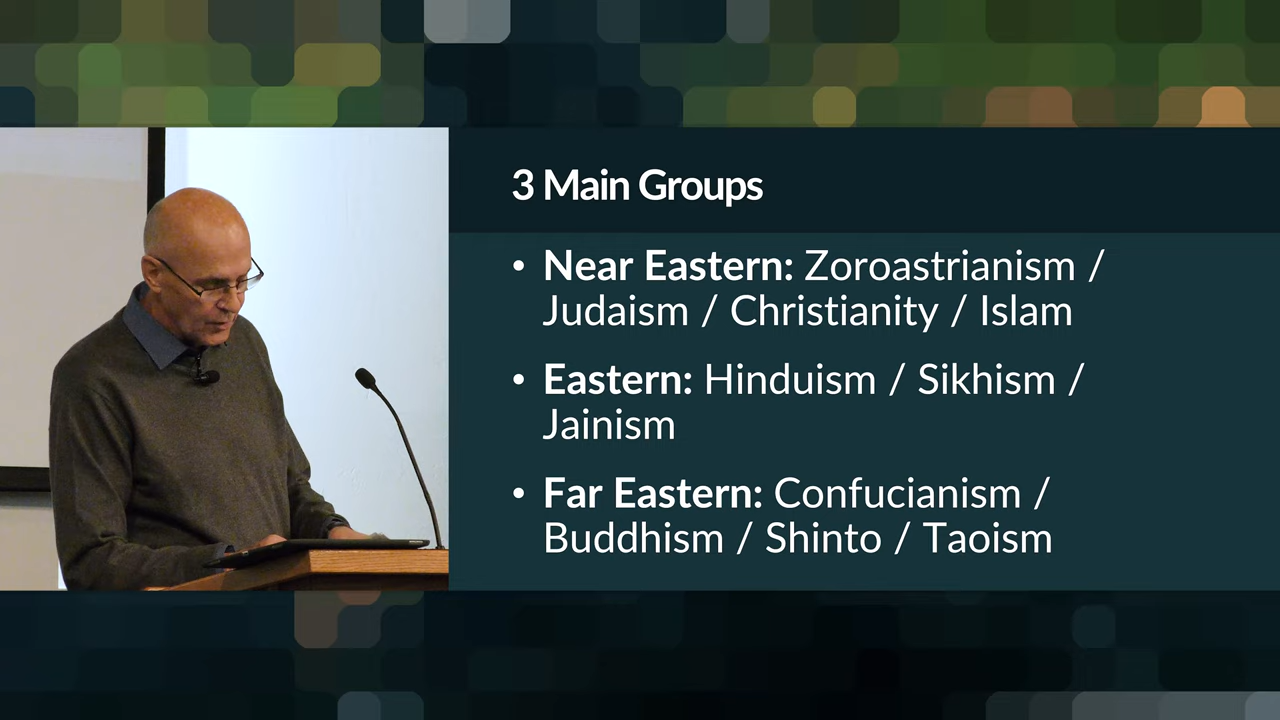 3 Main Groups
• Near Eastern: Zoroastrianism /
Judaism / Christianity / Islam
• Eastern: Hinduism / Sikhism /
Jainism
• Far Eastern: Confucianism /
Buddhism / Shinto / Taoism